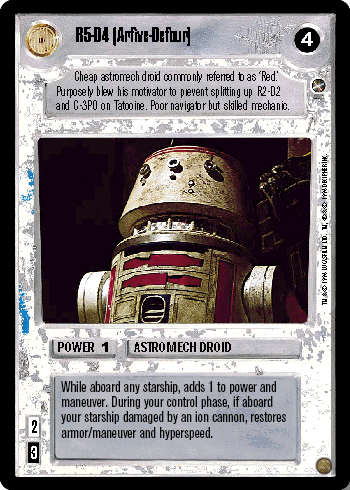 R5-D4 (Arfive-Defour)
4
Cheap astromech droid commonly referred to as 'Red.'
Purposely blew his motivator to prevent splitting up R2-D2
and C-3P0 on Tatooine. Poor navigator but skilled mechanic.
POWER 1 ASTROMECH DROID
While aboard any starship, adds 1 to power and
maneuver. During your control phase, if aboard
your starship damaged by an ion cannon, restores
armor/maneuver and hyperspeed.
2
3